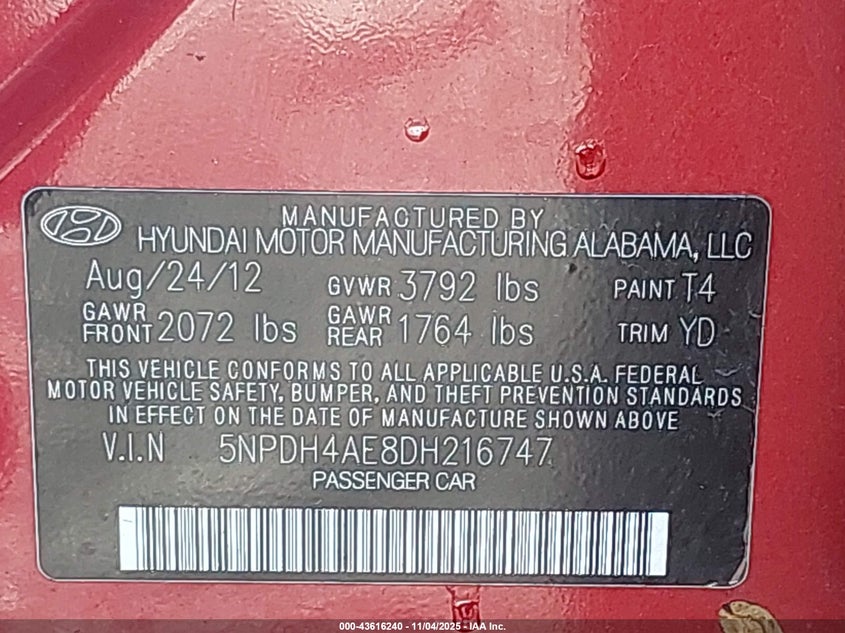 MANUFACTURED BY
HYUNDAI MOTOR MANUFACTURING ALABAMA, LLC
Aug/24/12 GVWR 3792 lbs PAINT T4
GAWR FRONT 2072 lbs GAWR REAR 1764 lbs TRIM YD
THIS VEHICLE CONFORMS TO ALL APPLICABLE U.S.A. FEDERAL
MOTOR VEHICLE SAFETY, BUMPER, AND THEFT PREVENTION STANDARDS
IN EFFECT ON THE DATE OF MANUFACTURE SHOWN ABOVE
V.I.N 5NPDH4AE8DH216747
PASSENGER CAR
000-43616240 - 11/04/2025 - IAA Inc.